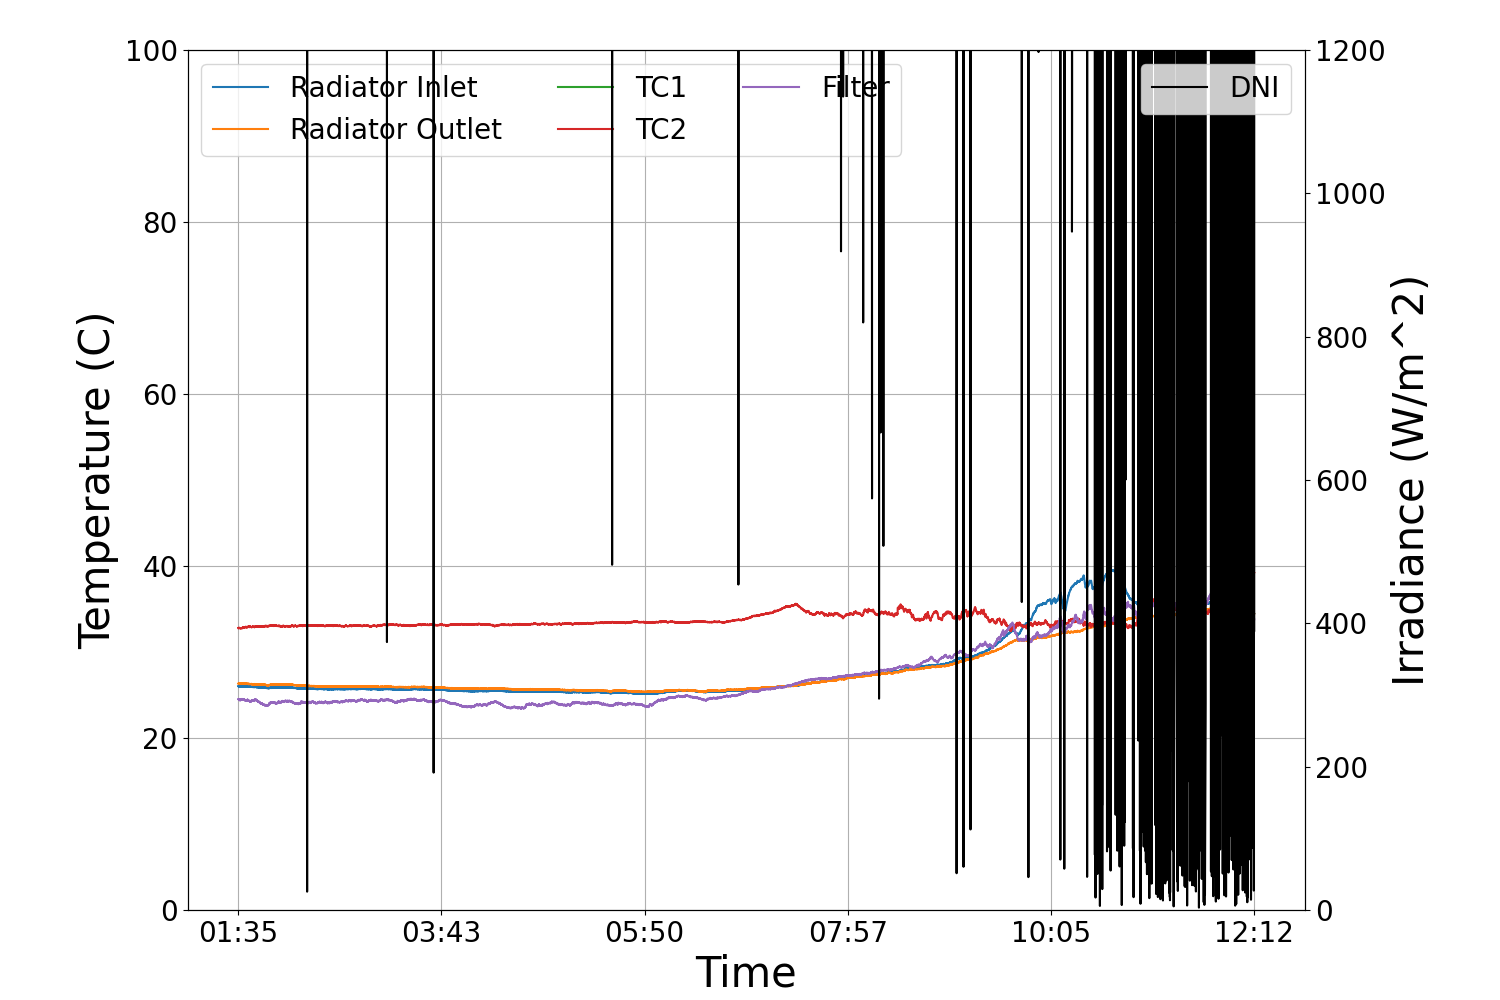 100
80
60
40
20
0
Temperature (C)
Radiator Inlet
Radiator Outlet
TC1
TC2
Filter
DNI
1200
1000
800
600
400
200
0
Irradiance (W/m^2)
01:35 03:43 05:50 07:57 10:05 12:12
Time